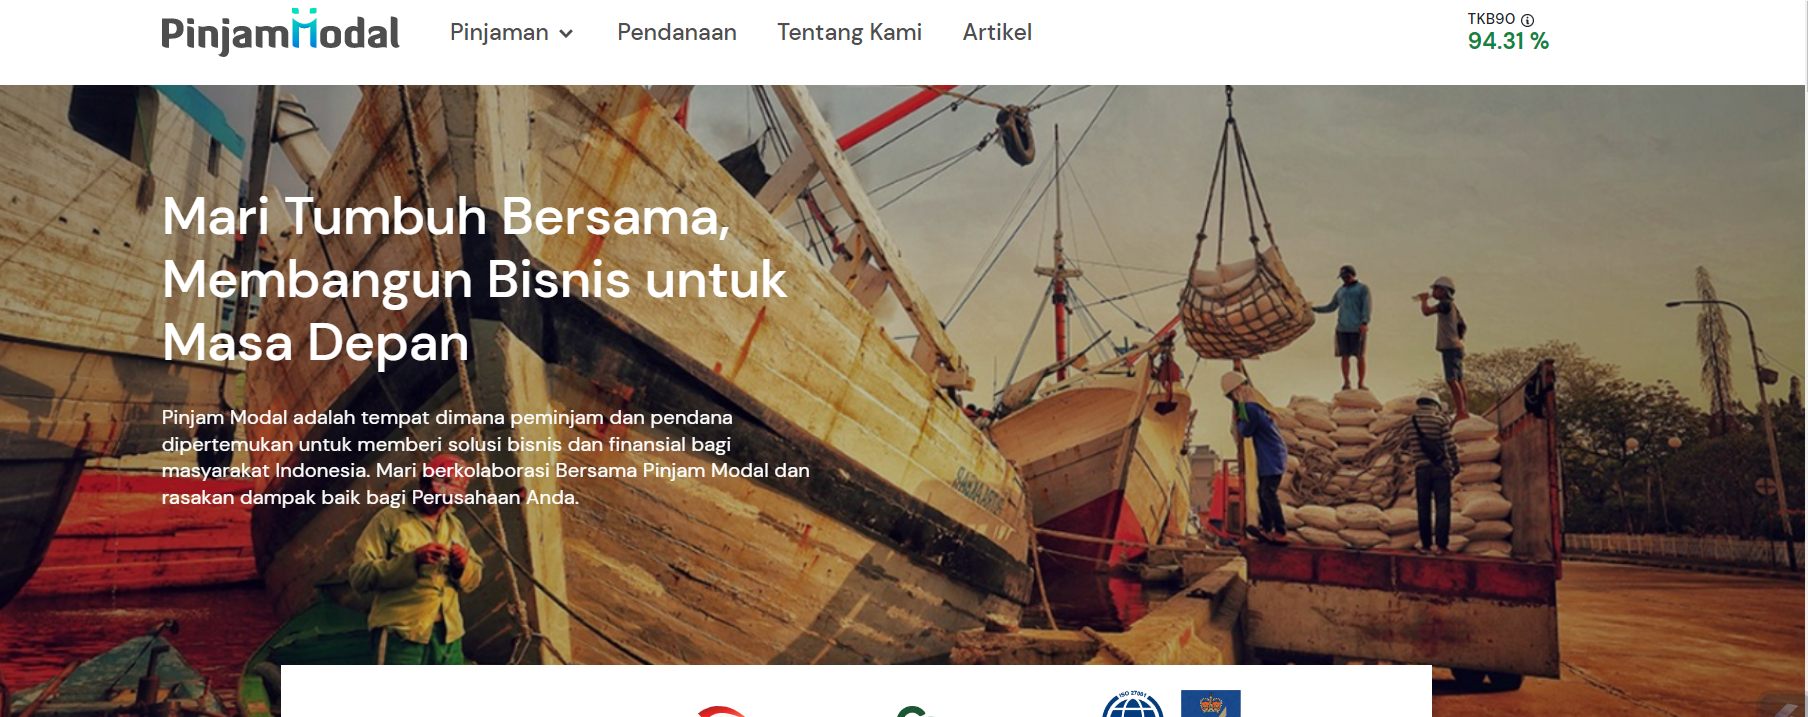 PinjamModal
Pinjaman
Pendanaan
Tentang Kami
Artikel
TKB90
94.31 %
Mari Tumbuh Bersama,
Membangun Bisnis untuk
Masa Depan
Pinjam Modal adalah tempat dimana peminjam dan pendana
dipertemukan untuk memberi solusi bisnis dan finansial bagi
masyarakat Indonesia. Mari berkolaborasi Bersama Pinjam Modal dan
rasakan dampak baik bagi Perusahaan Anda.
ISO 27001